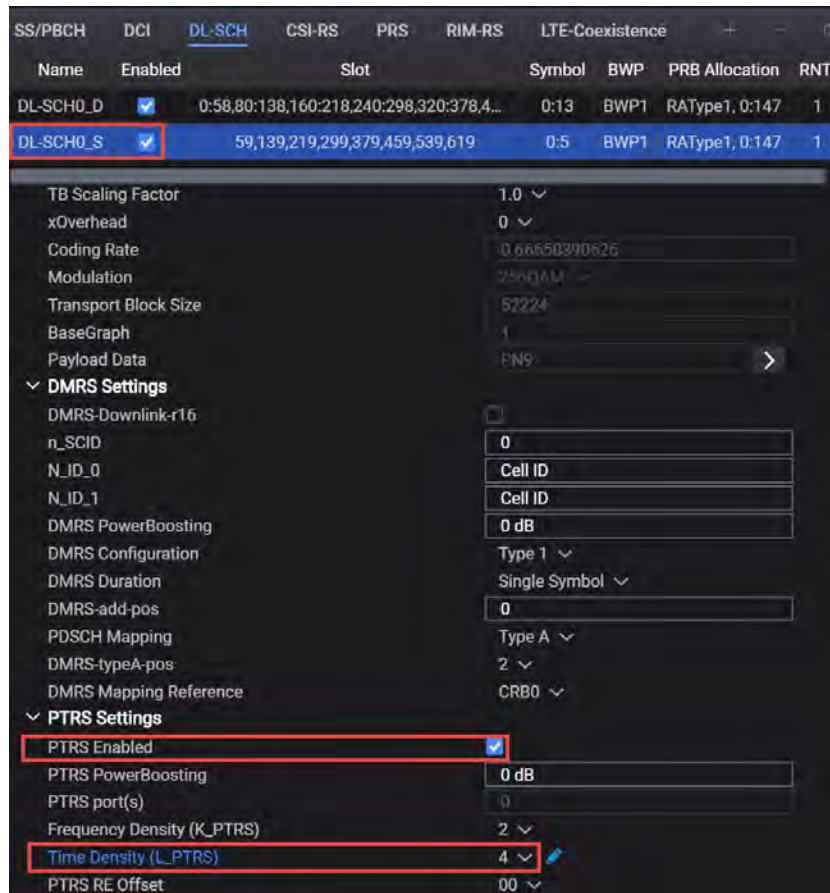 SS/PBCH DCI DL-SCH CSI-RS PRS RIM-RS LTE-Coexistence + −
Name Enabled Slot Symbol BWP PRB Allocation RNT
DL-SCH0_D 0:58,80:138,160:218,240:298,320:378,4... 0:13 BWP1 RAType1, 0:147 1
DL-SCH0_S 59,139,219,299,379,459,539,619 0:5 BWP1 RAType1, 0:147 1
TB Scaling Factor 1.0
xOverhead 0
Coding Rate 0.66650390625
Modulation 256QAM
Transport Block Size 52224
BaseGraph 1
Payload Data PN9
DMRS Settings
DMRS-Downlink-r16
n_SCID 0
N_ID_0 Cell ID
N_ID_1 Cell ID
DMRS PowerBoosting 0 dB
DMRS Configuration Type 1
DMRS Duration Single Symbol
DMRS-add-pos 0
PDSCH Mapping Type A
DMRS-typeA-pos 2
DMRS Mapping Reference CRB0
PTRS Settings
PTRS Enabled
PTRS PowerBoosting 0 dB
PTRS port(s) 0
Frequency Density (K_PTRS) 2
Time Density (L_PTRS) 4
PTRS RE Offset 00